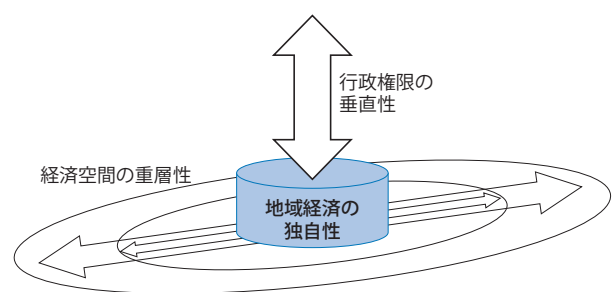 行政権限の
垂直性
経済空間の重層性
地域経済の
独自性